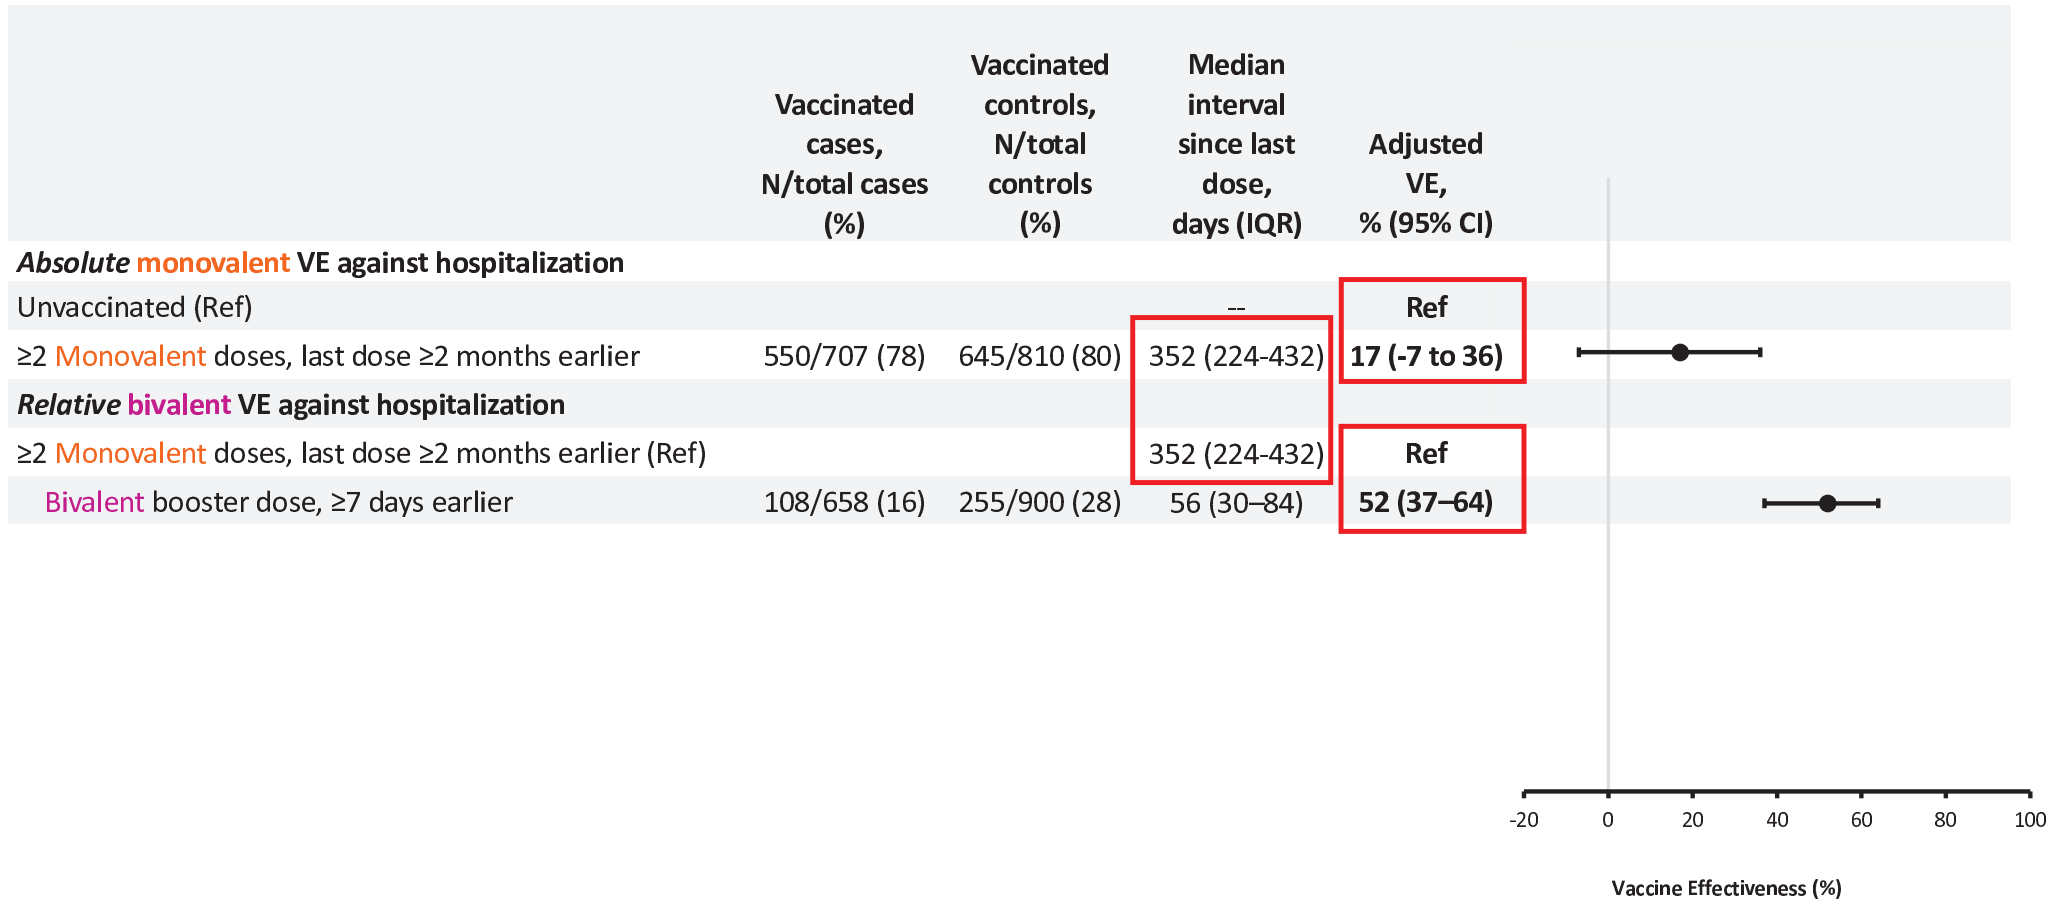 Vaccinated
cases,
N/total cases
(%)
Vaccinated
controls,
N/total
controls
(%)
Median
interval
since last
dose,
days (IQR)
Adjusted
VE,
% (95% CI)
Absolute monovalent VE against hospitalization
Unvaccinated (Ref) -- Ref
≥2 Monovalent doses, last dose ≥2 months earlier 550/707 (78) 645/810 (80) 352 (224-432) 17 (-7 to 36)
Relative bivalent VE against hospitalization
≥2 Monovalent doses, last dose ≥2 months earlier (Ref) 352 (224-432) Ref
Bivalent booster dose, ≥7 days earlier 108/658 (16) 255/900 (28) 56 (30–84) 52 (37–64)
-20 0 20 40 60 80 100
Vaccine Effectiveness (%)